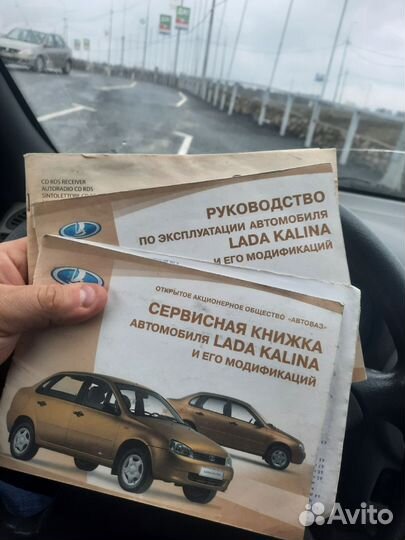 CD RDS RECEIVER
AUTORADIO CD RDS
РУКОВОДСТВО
ПО ЭКСПЛУАТАЦИИ АВТОМОБИЛЯ
LADA KALINA
И ЕГО МОДИФИКАЦИЙ
ОТКРЫТОЕ АКЦИОНЕРНОЕ ОБЩЕСТВО «АВТОВАЗ»
СЕРВИСНАЯ КНИЖКА
АВТОМОБИЛЯ LADA KALINA
И ЕГО МОДИФИКАЦИЙ
Avito